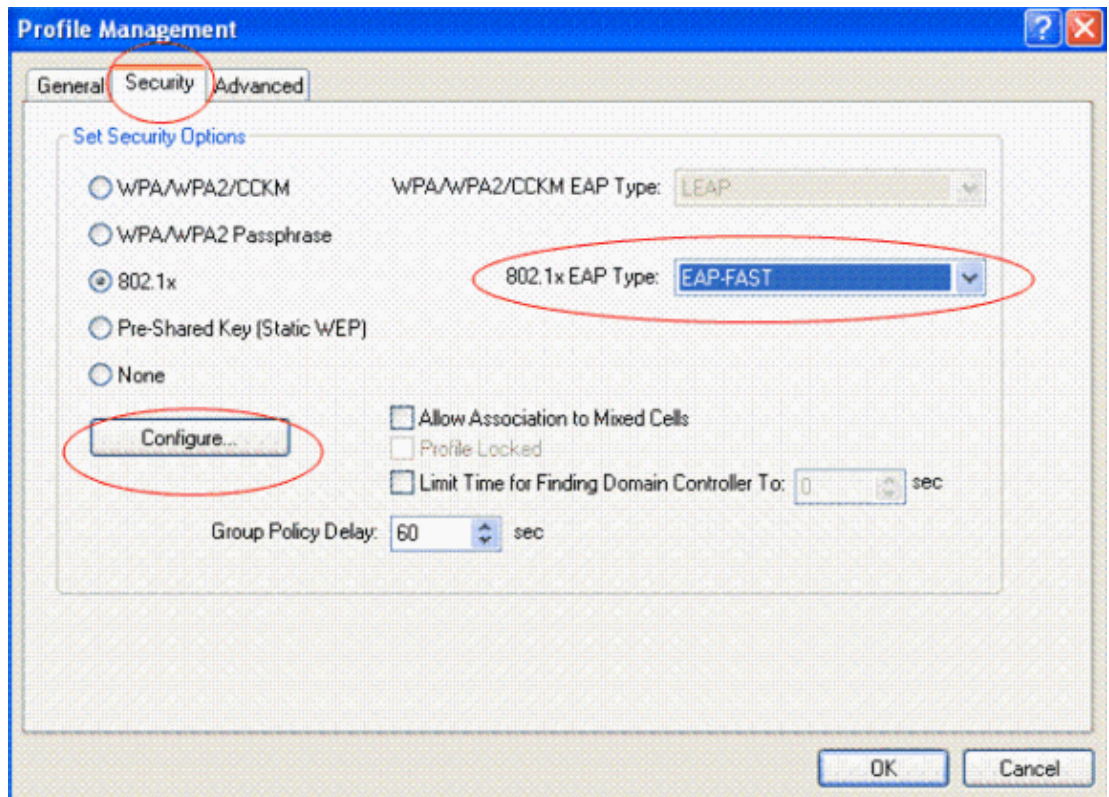 Profile Management
General Security Advanced
Set Security Options
WPA/WPA2/CCKM WPA/WPA2/CCKM EAP Type: LEAP
WPA/WPA2 Passphrase
802.1x 802.1x EAP Type: EAP-FAST
Pre-Shared Key (Static WEP)
None
Configure... Allow Association to Mixed Cells
Profile Locked
Limit Time for Finding Domain Controller To: 0 sec
Group Policy Delay: 60 sec
OK Cancel